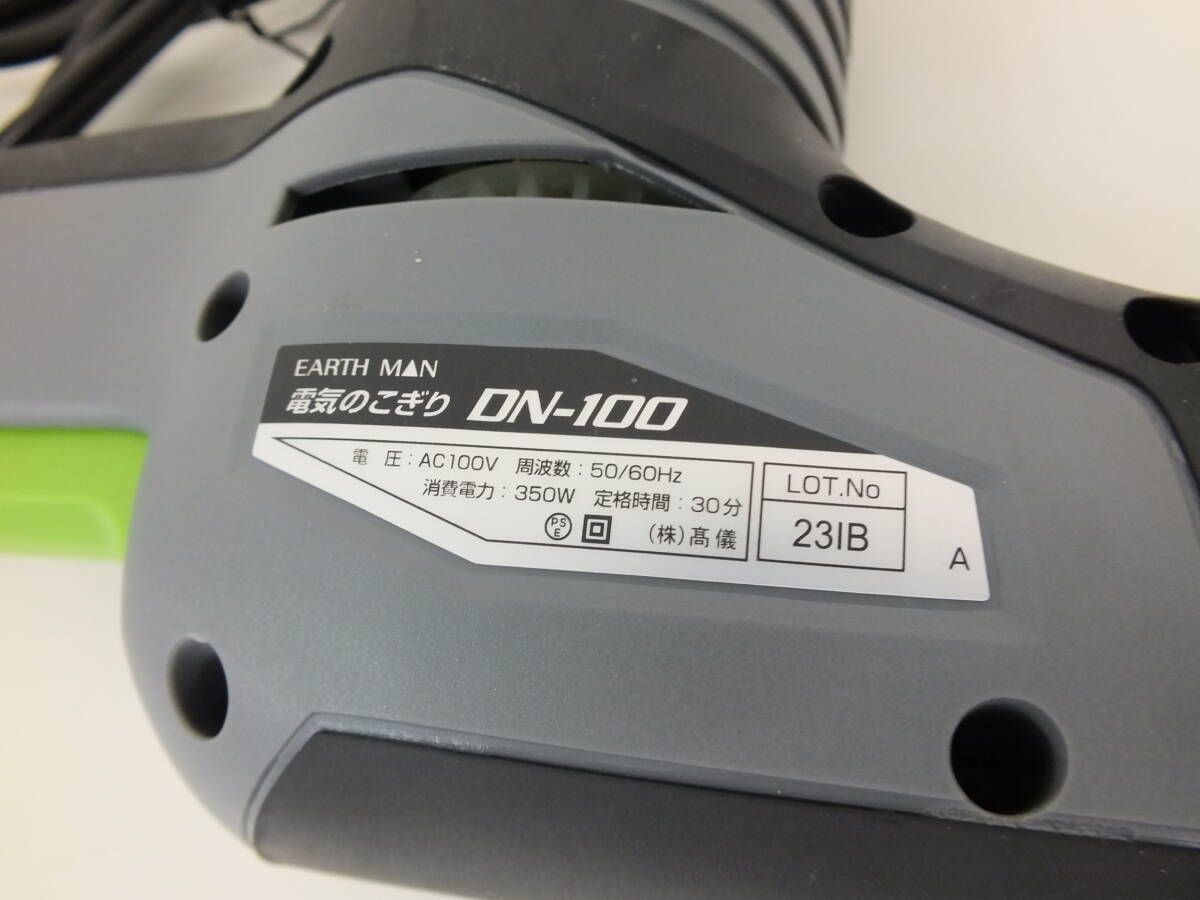 EARTH MAN
電気のこぎり DN-100
電 圧：AC100V 周波数：50/60Hz
消費電力：350W 定格時間：30分
PSE (株)髙儀
LOT.No
23IB
A